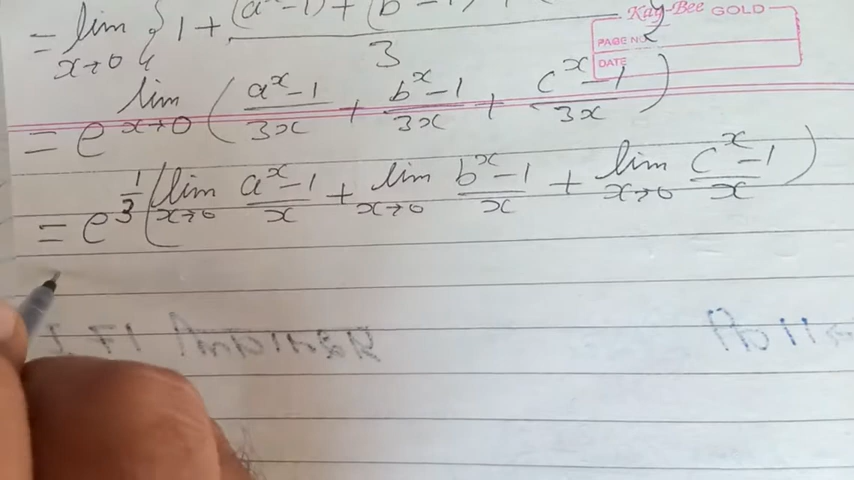 = lim x→0 { 1 + (a -1) + (b -1) / 3
Kay-Bee GOLD
PAGE NO.
DATE
= e^{lim x→0 ( (a^x-1)/3x + (b^x-1)/3x + (c^x-1)/3x )}
= e^{1/3 ( lim x→0 (a^x-1)/x + lim x→0 (b^x-1)/x + lim x→0 (c^x-1)/x )}